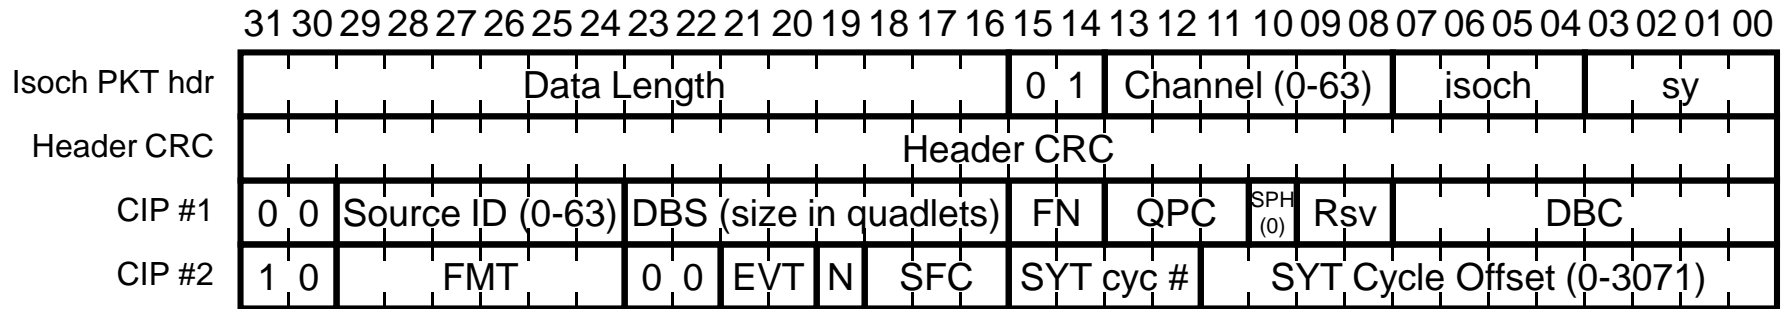 31 30 29 28 27 26 25 24 23 22 21 20 19 18 17 16 15 14 13 12 11 10 09 08 07 06 05 04 03 02 01 00
Isoch PKT hdr Data Length 0 1 Channel (0-63) isoch sy
Header CRC Header CRC
CIP #1 0 0 Source ID (0-63) DBS (size in quadlets) FN QPC SPH (0) Rsv DBC
CIP #2 1 0 FMT 0 0 EVT N SFC SYT cyc # SYT Cycle Offset (0-3071)